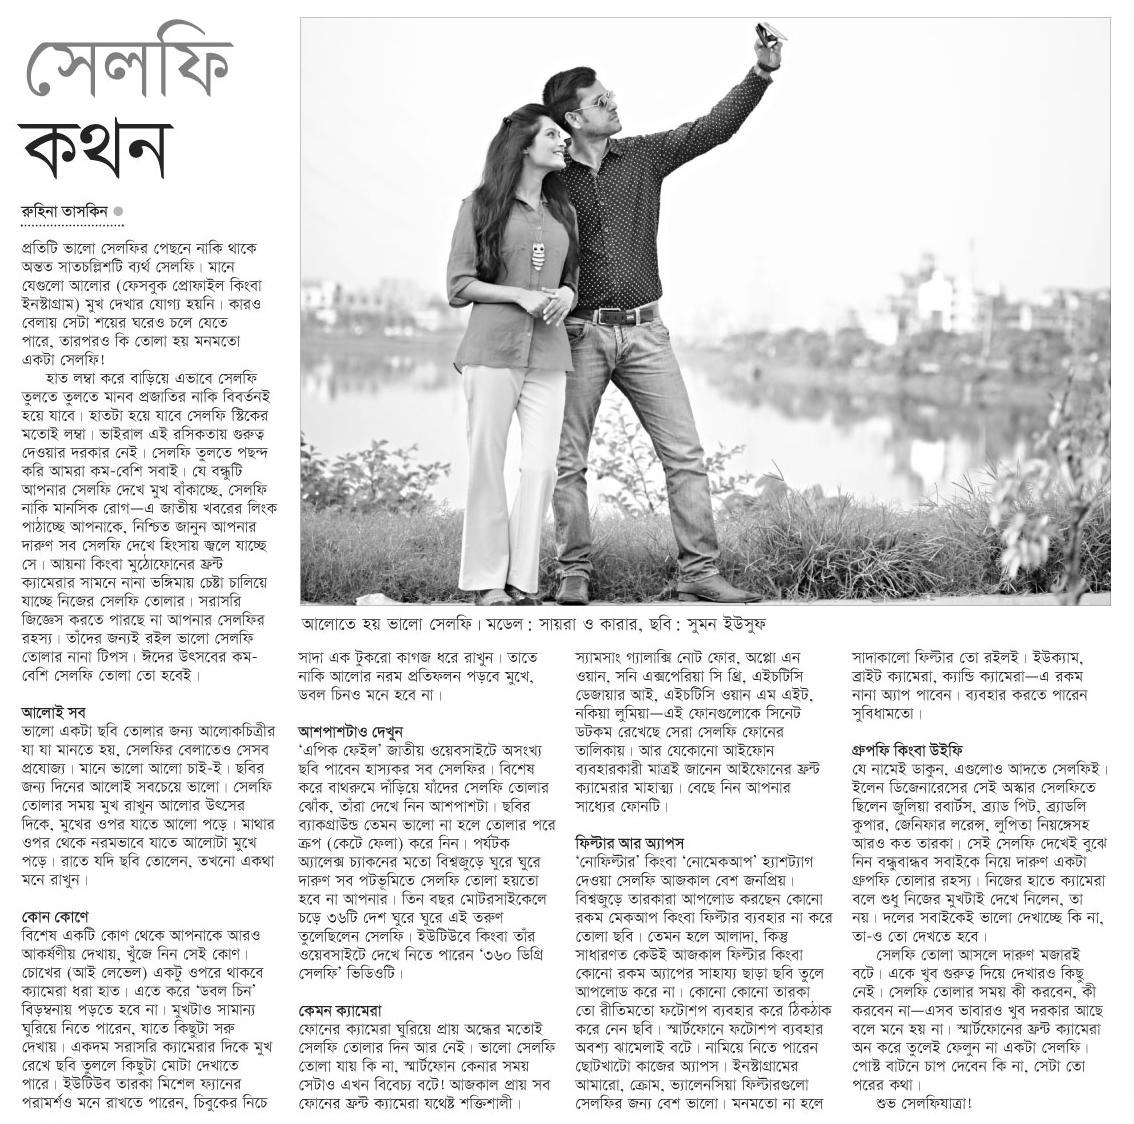 সেলফি
কথন
রুহিনা তাসকিন
প্রতিটি ভালো সেলফির পেছনে নাকি থাকে
অন্তত সাতচল্লিশটি ব্যর্থ সেলফি। মানে
যেগুলো আলোর (ফেসবুক প্রোফাইল কিংবা
ইনস্টাগ্রাম) মুখ দেখার যোগ্য হয়নি। কারও
বেলায় সেটা শয়ের ঘরেও চলে যেতে
পারে, তারপরও কি তোলা হয় মনমতো
একটা সেলফি!
হাত লম্বা করে বাড়িয়ে এভাবে সেলফি
তুলতে তুলতে মানব প্রজাতির নাকি বিবর্তনই
হয়ে যাবে। হাতটা হয়ে যাবে সেলফি স্টিকের
মতোই লম্বা। ভাইরাল এই রসিকতায় গুরুত্ব
দেওয়ার দরকার নেই। সেলফি তুলতে পছন্দ
করি আমরা কম-বেশি সবাই। যে বন্ধুটি
আপনার সেলফি দেখে মুখ বাঁকাচ্ছে, সেলফি
নাকি মানসিক রোগ—এ জাতীয় খবরের লিংক
পাঠাচ্ছে আপনাকে, নিশ্চিত জানুন আপনার
দারুণ সব সেলফি দেখে হিংসায় জ্বলে যাচ্ছে
সে। আয়না কিংবা মুঠোফোনের ফ্রন্ট
ক্যামেরার সামনে নানা ভঙ্গিমায় চেষ্টা চালিয়ে
যাচ্ছে নিজের সেলফি তোলার। সরাসরি
জিজ্ঞেস করতে পারছে না আপনার সেলফির
রহস্য। তাঁদের জন্যই রইল ভালো সেলফি
তোলার নানা টিপস। ঈদের উৎসবের কম-
বেশি সেলফি তোলা তো হবেই।
আলোই সব
ভালো একটা ছবি তোলার জন্য আলোকচিত্রীর
যা যা মানতে হয়, সেলফির বেলাতেও সেসব
প্রযোজ্য। মানে ভালো আলো চাই-ই। ছবির
জন্য দিনের আলোই সবচেয়ে ভালো। সেলফি
তোলার সময় মুখ রাখুন আলোর উৎসের
দিকে, মুখের ওপর যাতে আলো পড়ে। মাথার
ওপর থেকে নরমভাবে যাতে আলোটা মুখে
পড়ে। রাতে যদি ছবি তোলেন, তখনো একথা
মনে রাখুন।
কোন কোণে
বিশেষ একটি কোণ থেকে আপনাকে আরও
আকর্ষণীয় দেখায়, খুঁজে নিন সেই কোণ।
চোখের (আই লেভেল) একটু ওপরে থাকবে
ক্যামেরা ধরা হাত। এতে করে ‘ডবল চিন’
বিড়ম্বনায় পড়তে হবে না। মুখটাও সামান্য
ঘুরিয়ে নিতে পারেন, যাতে কিছুটা সরু
দেখায়। একদম সরাসরি ক্যামেরার দিকে মুখ
রেখে ছবি তুললে কিছুটা মোটা দেখাতে
পারে। ইউটিউব তারকা মিশেল ফ্যানের
পরামর্শও মনে রাখতে পারেন, চিবুকের নিচে
আলোতে হয় ভালো সেলফি। মডেল : সায়রা ও কারার, ছবি : সুমন ইউসুফ
সাদা এক টুকরো কাগজ ধরে রাখুন। তাতে
নাকি আলোর নরম প্রতিফলন পড়বে মুখে,
ডবল চিনও মনে হবে না।
আশপাশটাও দেখুন
‘এপিক ফেইল’ জাতীয় ওয়েবসাইটে অসংখ্য
ছবি পাবেন হাস্যকর সব সেলফির। বিশেষ
করে বাথরুমে দাঁড়িয়ে যাঁদের সেলফি তোলার
ঝোঁক, তাঁরা দেখে নিন আশপাশটা। ছবির
ব্যাকগ্রাউন্ড তেমন ভালো না হলে তোলার পরে
ক্রপ (কেটে ফেলা) করে নিন। পর্যটক
অ্যালেক্স চ্যাকনের মতো বিশ্বজুড়ে ঘুরে ঘুরে
দারুণ সব পটভূমিতে সেলফি তোলা হয়তো
হবে না আপনার। তিন বছর মোটরসাইকেলে
চড়ে ৩৬টি দেশ ঘুরে ঘুরে এই তরুণ
তুলেছিলেন সেলফি। ইউটিউবে কিংবা তাঁর
ওয়েবসাইটে দেখে নিতে পারেন ‘৩৬০ ডিগ্রি
সেলফি’ ভিডিওটি।
কেমন ক্যামেরা
ফোনের ক্যামেরা ঘুরিয়ে প্রায় অন্ধের মতোই
সেলফি তোলার দিন আর নেই। ভালো সেলফি
তোলা যায় কি না, স্মার্টফোন কেনার সময়
সেটাও এখন বিবেচ্য বটে! আজকাল প্রায় সব
ফোনের ফ্রন্ট ক্যামেরা যথেষ্ট শক্তিশালী।
স্যামসাং গ্যালাক্সি নোট ফোর, অপ্পো এন
ওয়ান, সনি এক্সপেরিয়া সি থ্রি, এইচটিসি
ডেজায়ার আই, এইচটিসি ওয়ান এম এইট,
নকিয়া লুমিয়া—এই ফোনগুলোকে সিনেট
ডটকম রেখেছে সেরা সেলফি ফোনের
তালিকায়। আর যেকোনো আইফোন
ব্যবহারকারী মাত্রই জানেন আইফোনের ফ্রন্ট
ক্যামেরার মাহাত্ম্য। বেছে নিন আপনার
সাধ্যের ফোনটি।
ফিল্টার আর অ্যাপস
‘নোফিল্টার’ কিংবা ‘নোমেকআপ’ হ্যাশট্যাগ
দেওয়া সেলফি আজকাল বেশ জনপ্রিয়।
বিশ্বজুড়ে তারকারা আপলোড করছেন কোনো
রকম মেকআপ কিংবা ফিল্টার ব্যবহার না করে
তোলা ছবি। তেমন হলে আলাদা, কিন্তু
সাধারণত কেউই আজকাল ফিল্টার কিংবা
কোনো রকম অ্যাপের সাহায্য ছাড়া ছবি তুলে
আপলোড করে না। কোনো কোনো তারকা
তো রীতিমতো ফটোশপ ব্যবহার করে ঠিকঠাক
করে নেন ছবি। স্মার্টফোনে ফটোশপ ব্যবহার
অবশ্য ঝামেলাই বটে। নামিয়ে নিতে পারেন
ছোটখাটো কাজের অ্যাপস। ইনস্টাগ্রামের
আমারো, ক্রোম, ভ্যালেনসিয়া ফিল্টারগুলো
সেলফির জন্য বেশ ভালো। মনমতো না হলে
সাদাকালো ফিল্টার তো রইলই। ইউক্যাম,
ব্রাইট ক্যামেরা, ক্যান্ডি ক্যামেরা—এ রকম
নানা অ্যাপ পাবেন। ব্যবহার করতে পারেন
সুবিধামতো।
গ্রুপফি কিংবা উইফি
যে নামেই ডাকুন, এগুলোও আদতে সেলফিই।
ইলেন ডিজেনারেসের সেই অস্কার সেলফিতে
ছিলেন জুলিয়া রবার্টস, ব্র্যাড পিট, ব্র্যাডলি
কুপার, জেনিফার লরেন্স, লুপিতা নিয়ঙ্গেসহ
আরও কত তারকা। সেই সেলফি দেখেই বুঝে
নিন বন্ধুবান্ধব সবাইকে নিয়ে দারুণ একটা
গ্রুপফি তোলার রহস্য। নিজের হাতে ক্যামেরা
বলে শুধু নিজের মুখটাই দেখে নিলেন, তা
নয়। দলের সবাইকেই ভালো দেখাচ্ছে কি না,
তা-ও তো দেখতে হবে।
সেলফি তোলা আসলে দারুণ মজারই
বটে। একে খুব গুরুত্ব দিয়ে দেখারও কিছু
নেই। সেলফি তোলার সময় কী করবেন, কী
করবেন না—এসব ভাবারও খুব দরকার আছে
বলে মনে হয় না। স্মার্টফোনের ফ্রন্ট ক্যামেরা
অন করে তুলেই ফেলুন না একটা সেলফি।
পোস্ট বাটনে চাপ দেবেন কি না, সেটা তো
পরের কথা।
শুভ সেলফিযাত্রা!